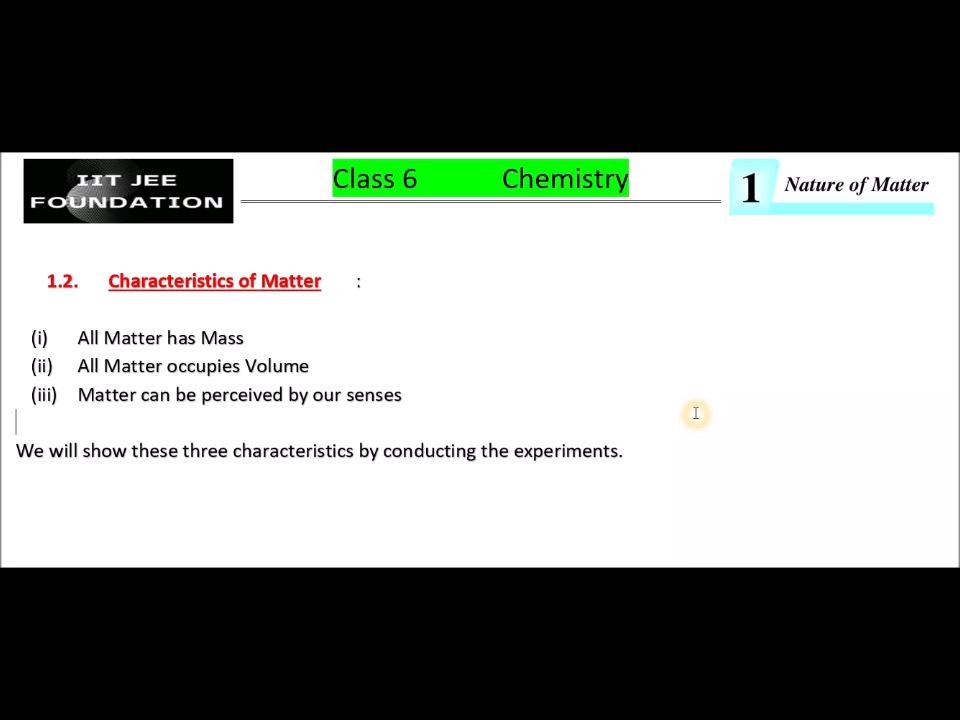 IIT JEE
FOUNDATION
Class 6 Chemistry
1 Nature of Matter
1.2. Characteristics of Matter :
(i) All Matter has Mass
(ii) All Matter occupies Volume
(iii) Matter can be perceived by our senses
We will show these three characteristics by conducting the experiments.